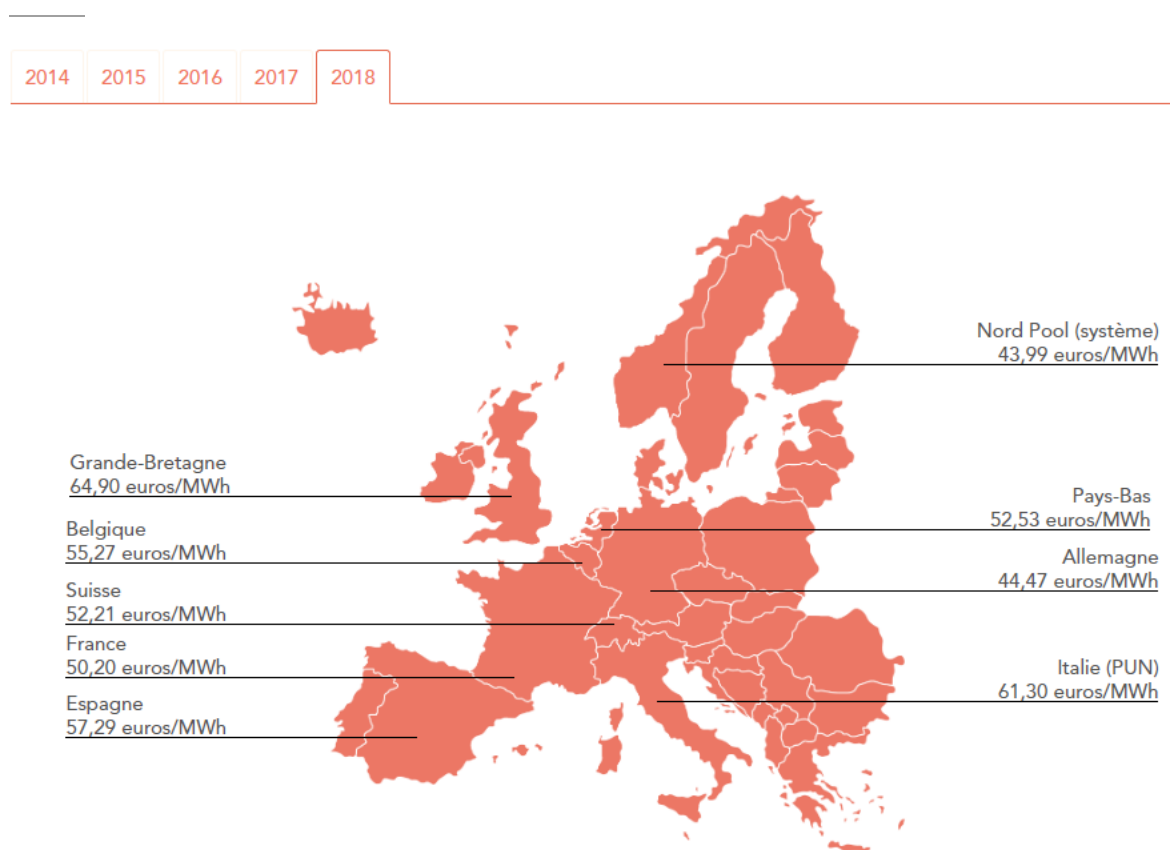 2014 2015 2016 2017 2018
Nord Pool (système)
43,99 euros/MWh
Grande-Bretagne
64,90 euros/MWh
Pays-Bas
52,53 euros/MWh
Belgique
55,27 euros/MWh
Allemagne
44,47 euros/MWh
Suisse
52,21 euros/MWh
France
50,20 euros/MWh
Italie (PUN)
61,30 euros/MWh
Espagne
57,29 euros/MWh